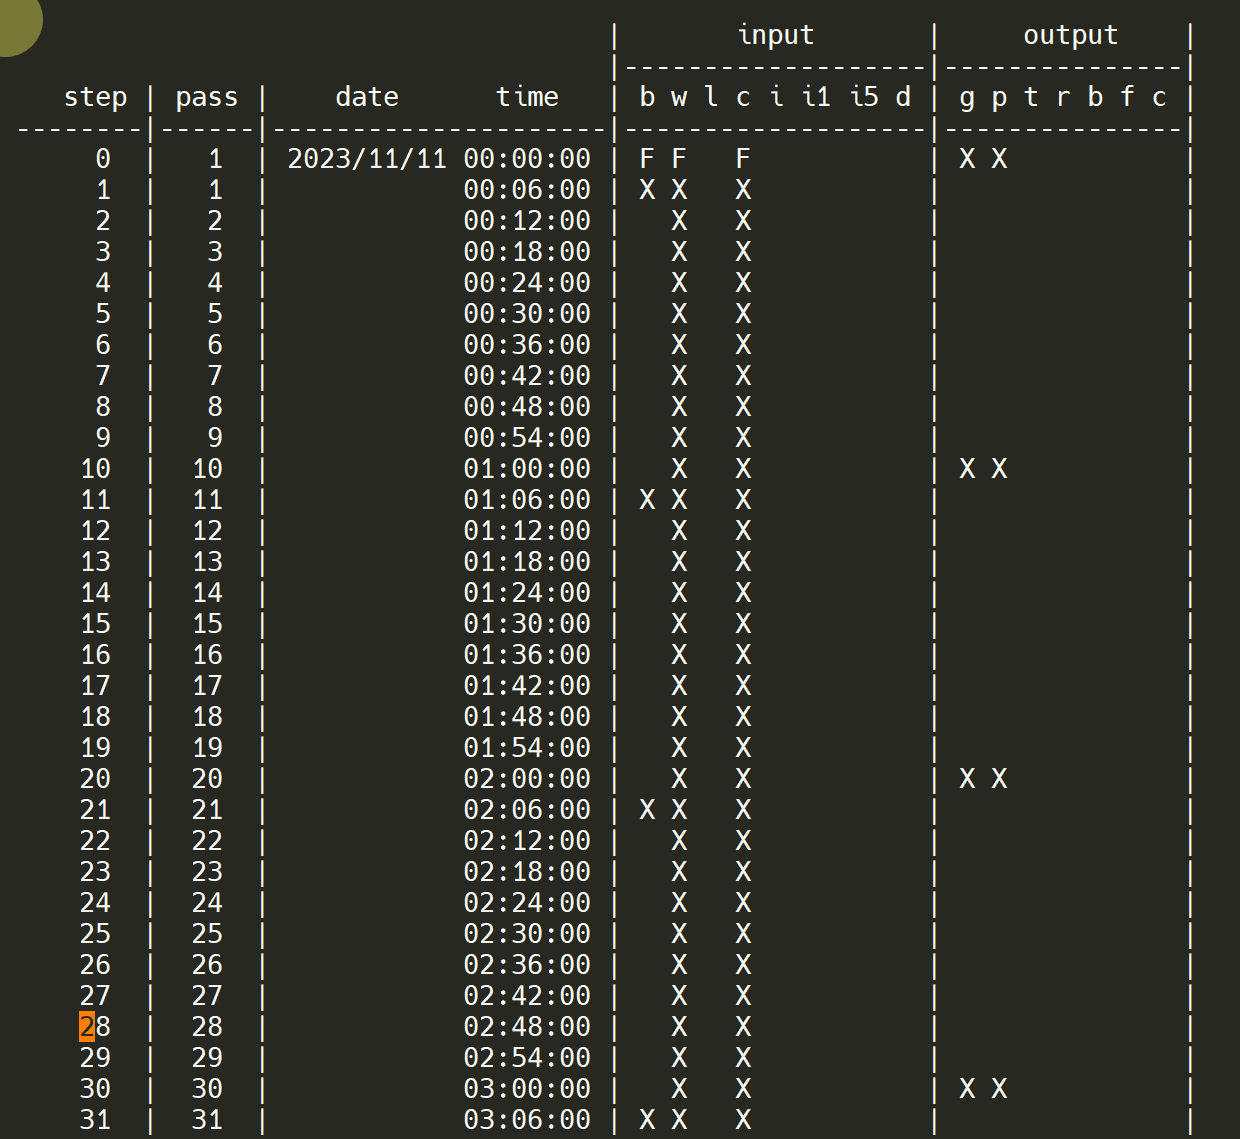 |       input       |    output     |
                                     |-------------------|---------------|
   step | pass |    date      time   | b w l c i i1 i5 d | g p t r b f c |
--------|------|---------------------|-------------------|---------------|
     0  |   1  | 2023/11/11 00:00:00 | F F   F           | X X           |
     1  |   1  |            00:06:00 | X X   X           |               |
     2  |   2  |            00:12:00 |   X   X           |               |
     3  |   3  |            00:18:00 |   X   X           |               |
     4  |   4  |            00:24:00 |   X   X           |               |
     5  |   5  |            00:30:00 |   X   X           |               |
     6  |   6  |            00:36:00 |   X   X           |               |
     7  |   7  |            00:42:00 |   X   X           |               |
     8  |   8  |            00:48:00 |   X   X           |               |
     9  |   9  |            00:54:00 |   X   X           |               |
    10  |  10  |            01:00:00 |   X   X           | X X           |
    11  |  11  |            01:06:00 | X X   X           |               |
    12  |  12  |            01:12:00 |   X   X           |               |
    13  |  13  |            01:18:00 |   X   X           |               |
    14  |  14  |            01:24:00 |   X   X           |               |
    15  |  15  |            01:30:00 |   X   X           |               |
    16  |  16  |            01:36:00 |   X   X           |               |
    17  |  17  |            01:42:00 |   X   X           |               |
    18  |  18  |            01:48:00 |   X   X           |               |
    19  |  19  |            01:54:00 |   X   X           |               |
    20  |  20  |            02:00:00 |   X   X           | X X           |
    21  |  21  |            02:06:00 | X X   X           |               |
    22  |  22  |            02:12:00 |   X   X           |               |
    23  |  23  |            02:18:00 |   X   X           |               |
    24  |  24  |            02:24:00 |   X   X           |               |
    25  |  25  |            02:30:00 |   X   X           |               |
    26  |  26  |            02:36:00 |   X   X           |               |
    27  |  27  |            02:42:00 |   X   X           |               |
    28  |  28  |            02:48:00 |   X   X           |               |
    29  |  29  |            02:54:00 |   X   X           |               |
    30  |  30  |            03:00:00 |   X   X           | X X           |
    31  |  31  |            03:06:00 | X X   X           |               |